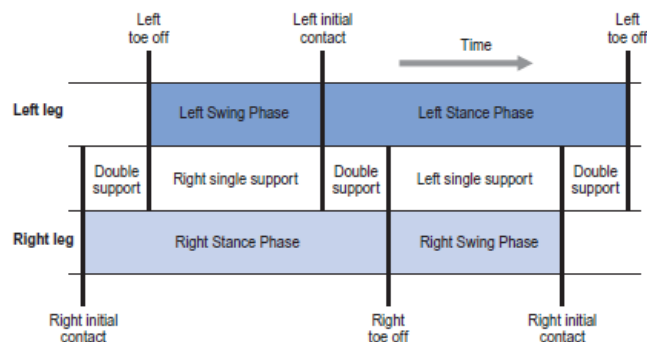 Left
toe off
Left initial
contact
Time
Left
toe off
Left leg
Left Swing Phase
Left Stance Phase
Double
support
Right single support
Double
support
Left single support
Double
support
Right leg
Right Stance Phase
Right Swing Phase
Right initial
contact
Right
toe off
Right initial
contact